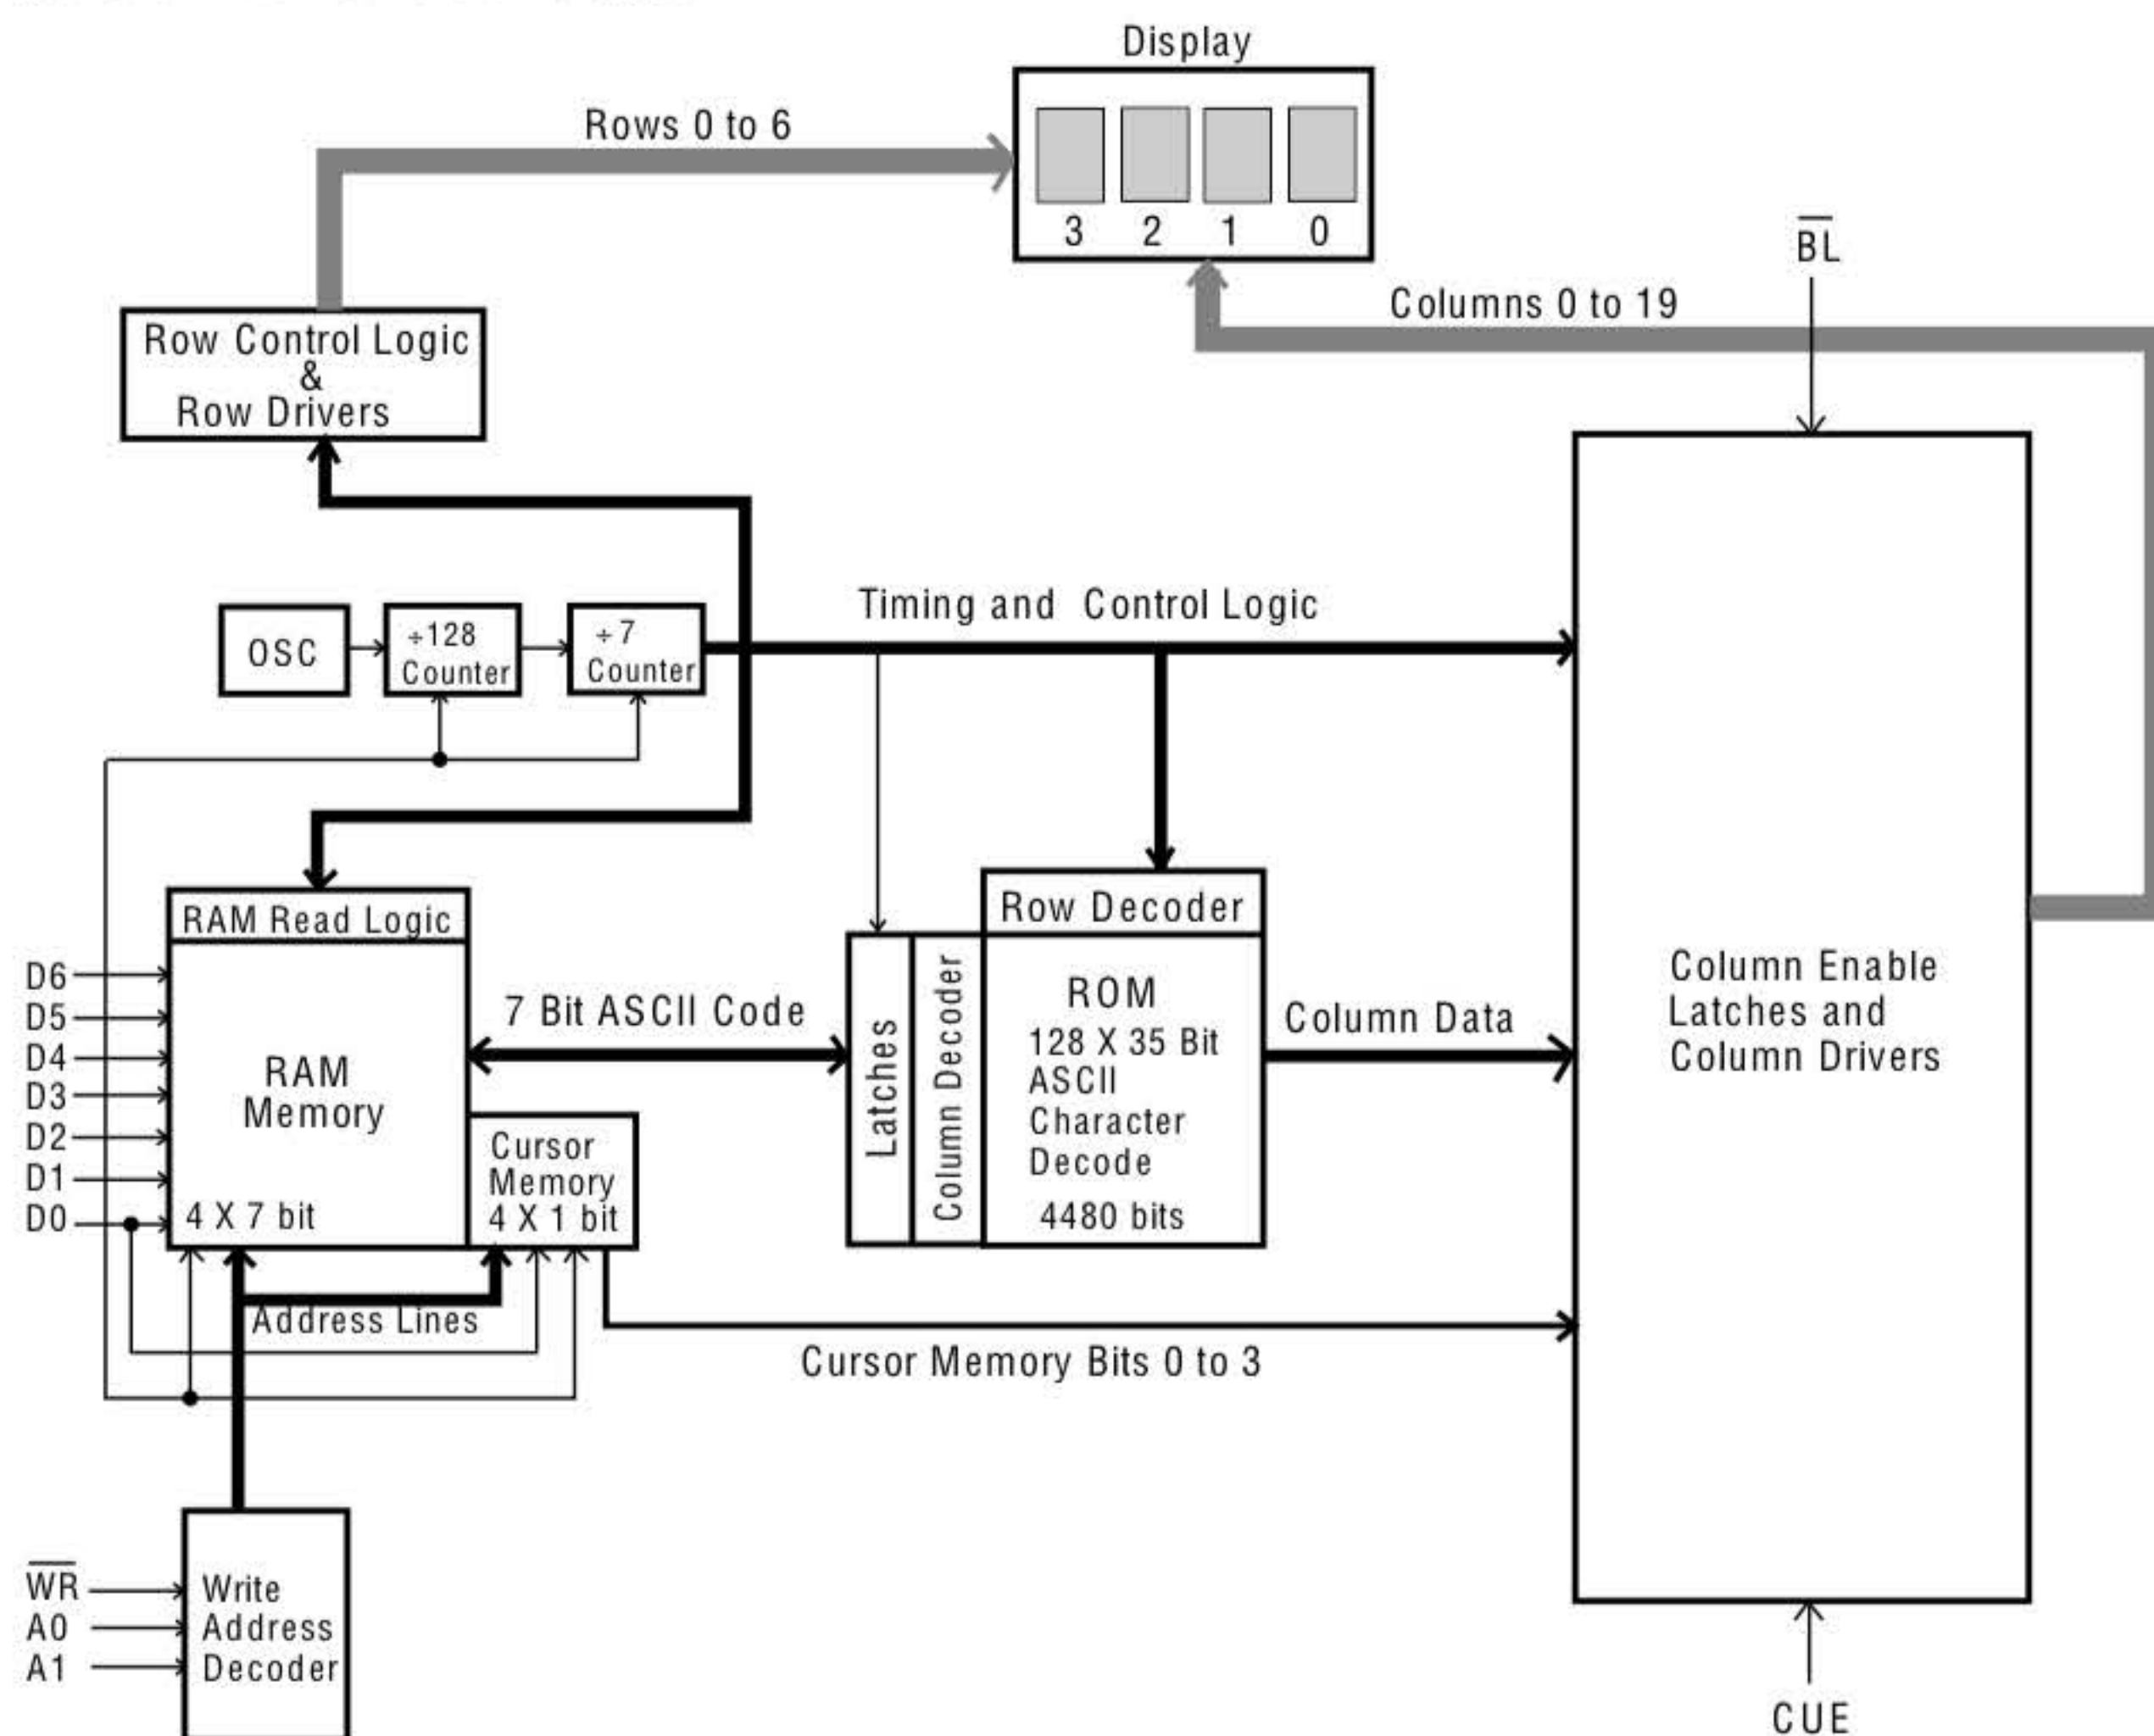 Display
Rows 0 to 6
3 2 1 0
BL
Columns 0 to 19
Row Control Logic
&
Row Drivers
Timing and Control Logic
OSC
÷128
Counter
÷7
Counter
RAM Read Logic
Row Decoder
D6
D5
D4
D3
D2
D1
D0
RAM
Memory
4 X 7 bit
7 Bit ASCII Code
Cursor
Memory
4 X 1 bit
Latches
Column Decoder
ROM
128 X 35 Bit
ASCII
Character
Decode
4480 bits
Column Data
Column Enable
Latches and
Column Drivers
Address Lines
Cursor Memory Bits 0 to 3
WR
A0
A1
Write
Address
Decoder
CUE